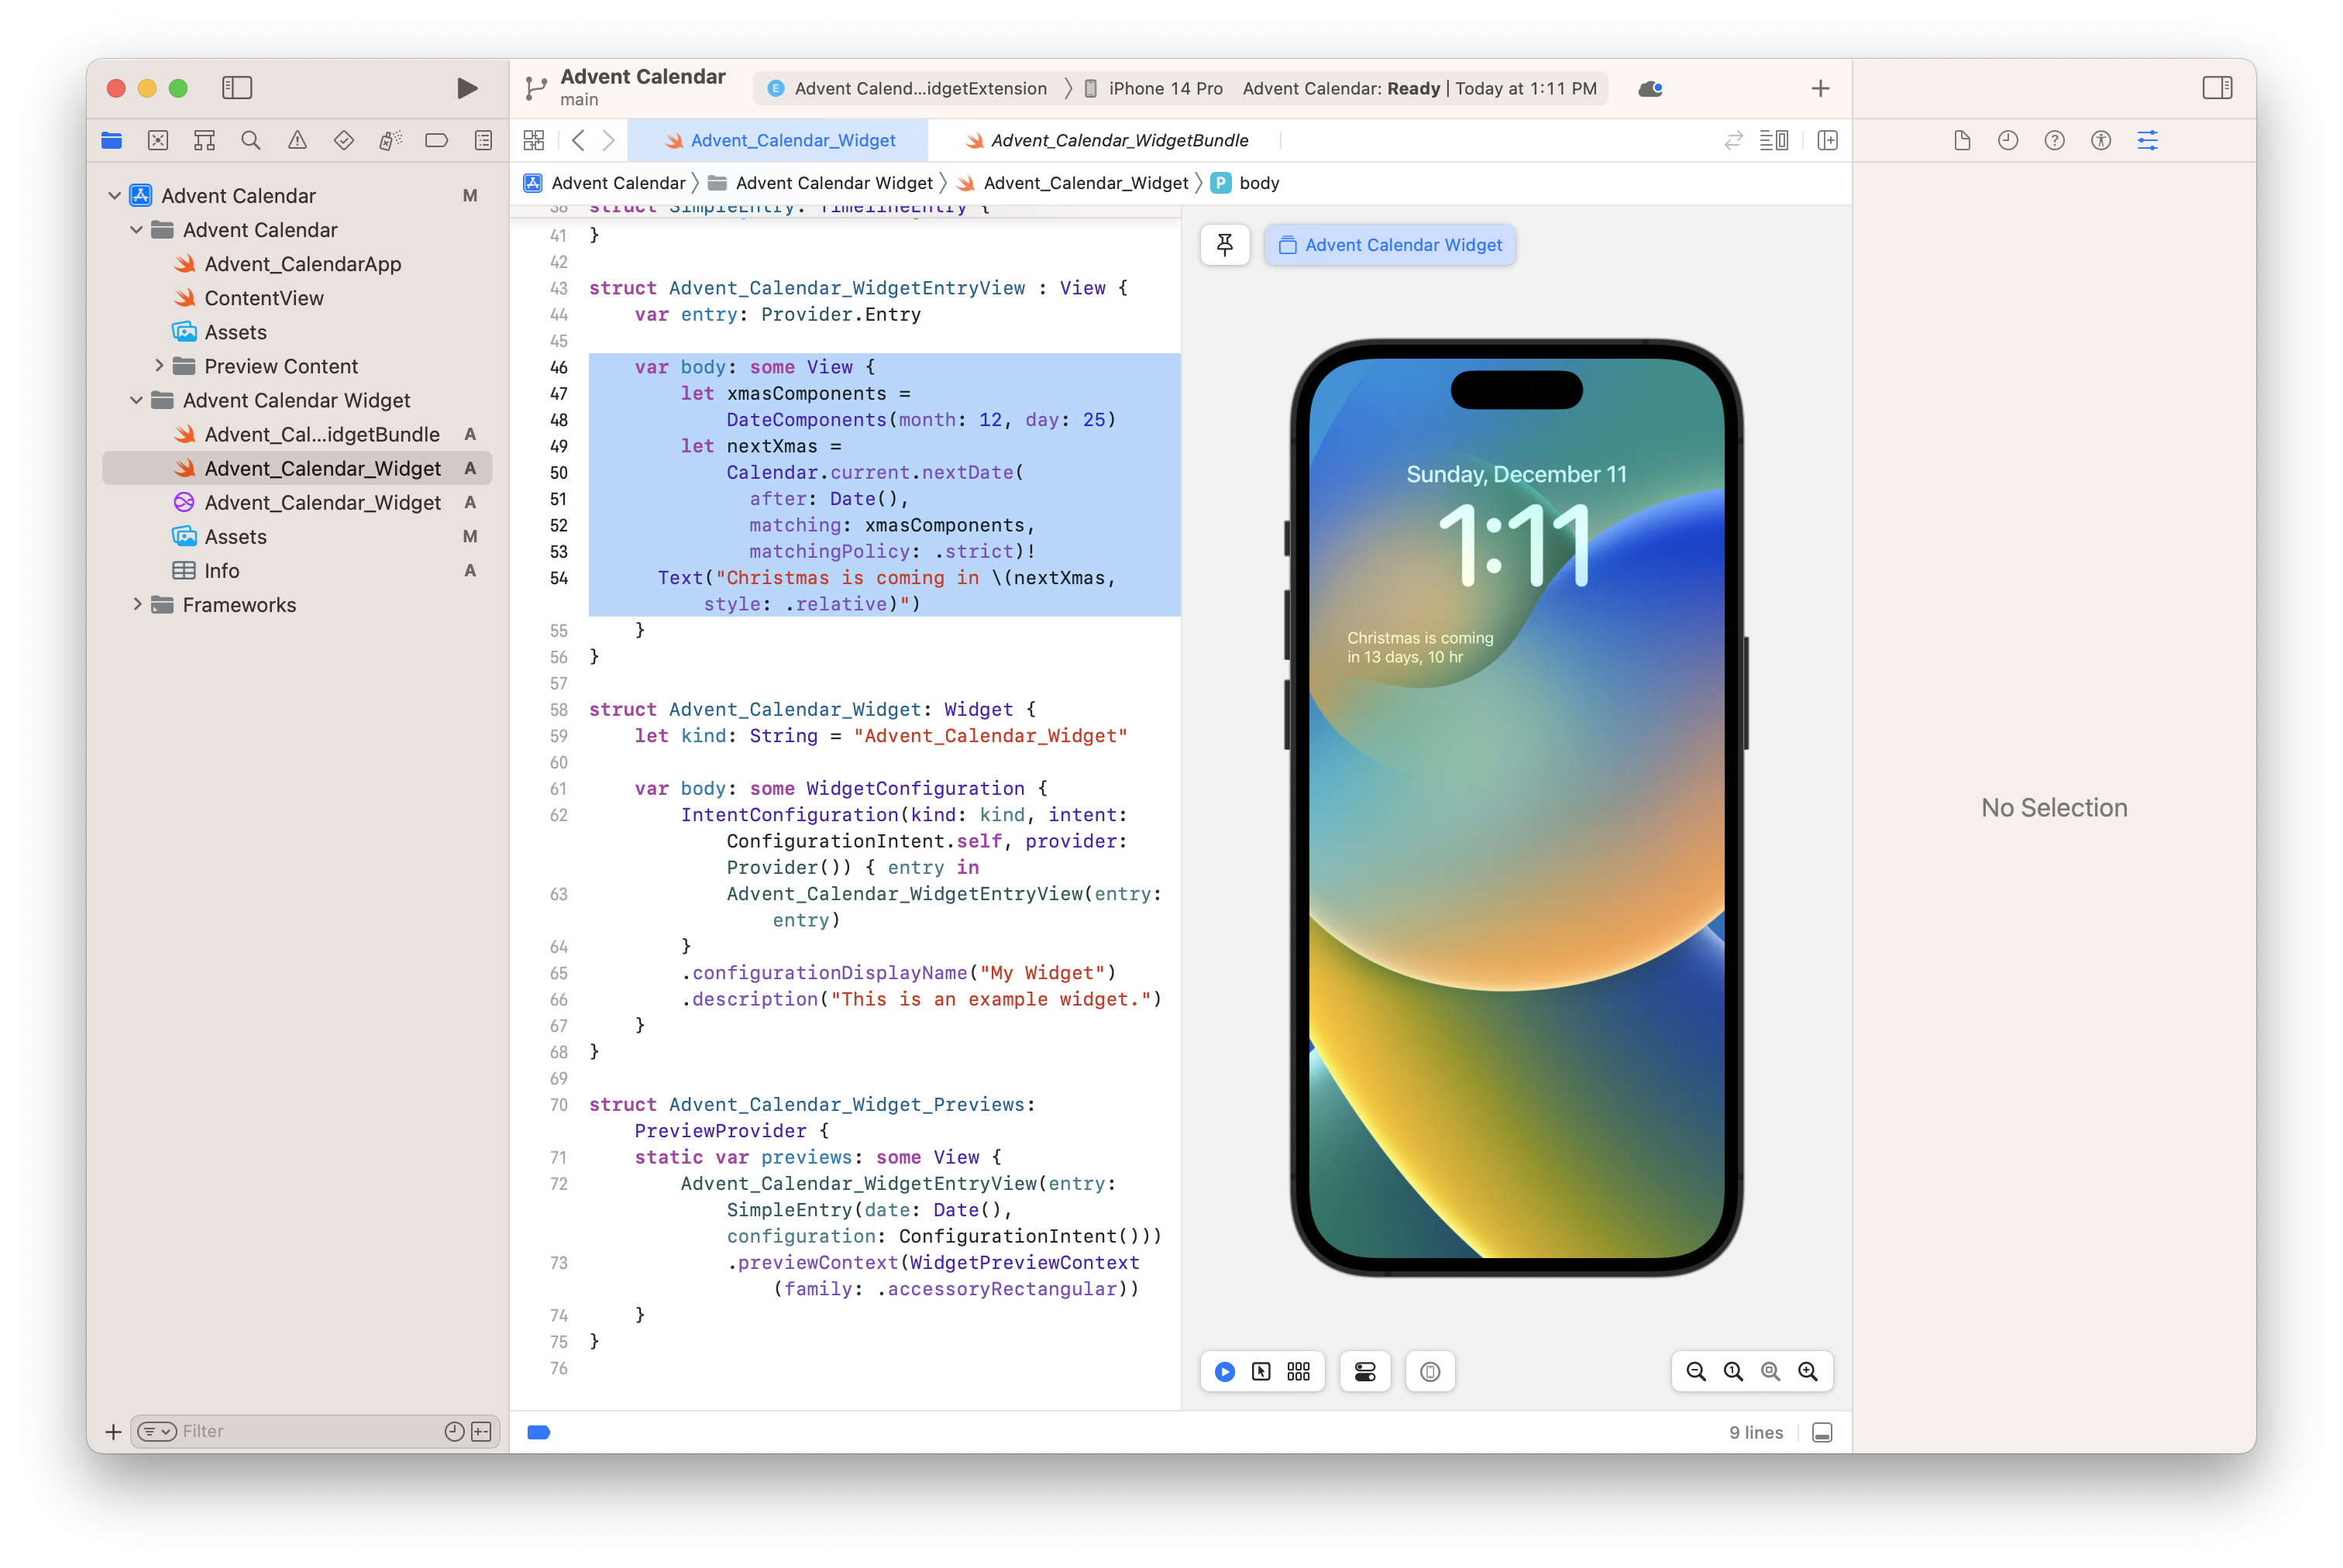 Advent Calendar
main
Advent Calend...idgetExtension
iPhone 14 Pro
Advent Calendar: Ready | Today at 1:11 PM
Advent_Calendar_Widget
Advent_Calendar_WidgetBundle
Advent Calendar
Advent Calendar Widget
Advent_Calendar_Widget
P
body
Advent Calendar M
Advent Calendar
Advent_CalendarApp
ContentView
Assets
Preview Content
Advent Calendar Widget
Advent_Cal...idgetBundle A
Advent_Calendar_Widget A
Advent_Calendar_Widget A
Assets M
Info A
Frameworks
Filter
38 struct SimpleEntry: TimelineEntry {
41 }
42
43 struct Advent_Calendar_WidgetEntryView : View {
44 var entry: Provider.Entry
45
46 var body: some View {
47 let xmasComponents =
48 DateComponents(month: 12, day: 25)
49 let nextXmas =
50 Calendar.current.nextDate(
51 after: Date(),
52 matching: xmasComponents,
53 matchingPolicy: .strict)!
54 Text("Christmas is coming in \(nextXmas,
style: .relative)")
55 }
56 }
57
58 struct Advent_Calendar_Widget: Widget {
59 let kind: String = "Advent_Calendar_Widget"
60
61 var body: some WidgetConfiguration {
62 IntentConfiguration(kind: kind, intent:
ConfigurationIntent.self, provider:
Provider()) { entry in
63 Advent_Calendar_WidgetEntryView(entry:
entry)
64 }
65 .configurationDisplayName("My Widget")
66 .description("This is an example widget.")
67 }
68 }
69
70 struct Advent_Calendar_Widget_Previews:
PreviewProvider {
71 static var previews: some View {
72 Advent_Calendar_WidgetEntryView(entry:
SimpleEntry(date: Date(),
configuration: ConfigurationIntent()))
73 .previewContext(WidgetPreviewContext
(family: .accessoryRectangular))
74 }
75 }
76
Advent Calendar Widget
Sunday, December 11
1:11
Christmas is coming
in 13 days, 10 hr
9 lines
No Selection